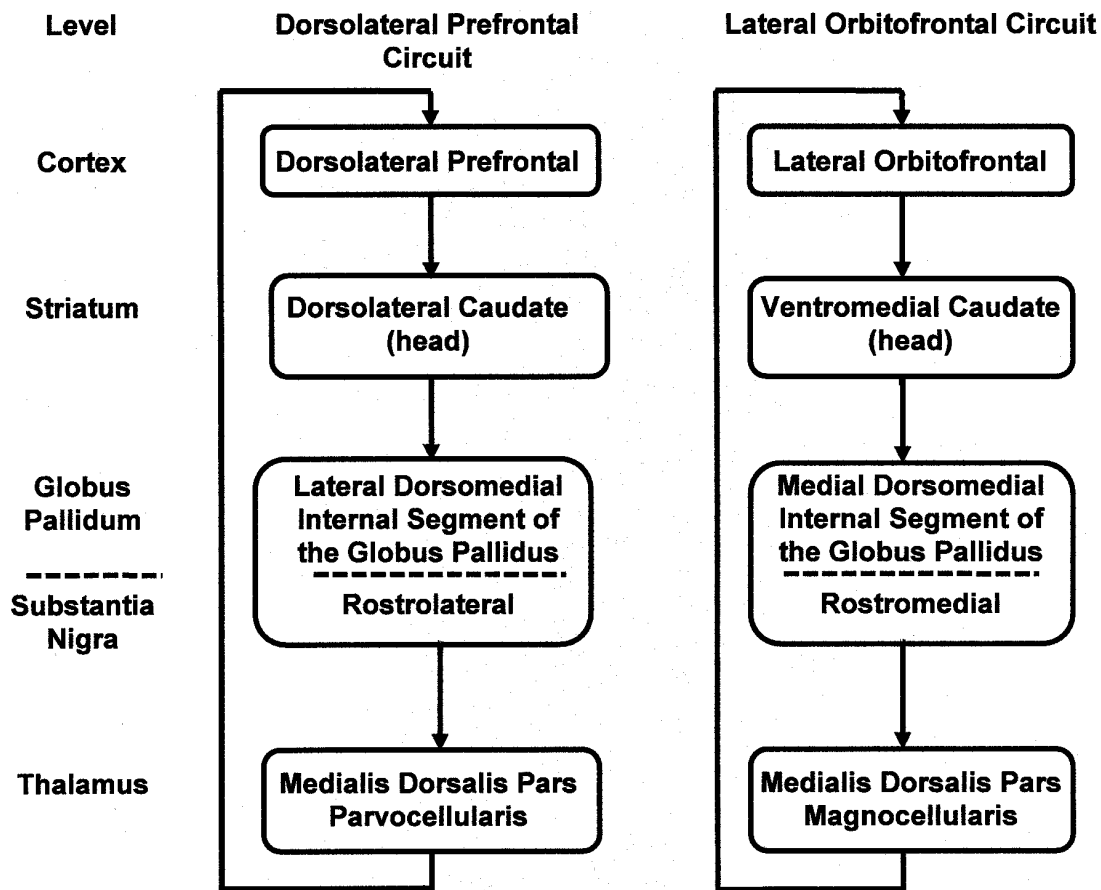 Level
Dorsolateral Prefrontal
Circuit
Lateral Orbitofrontal Circuit
Cortex
Dorsolateral Prefrontal
Lateral Orbitofrontal
Striatum
Dorsolateral Caudate
(head)
Ventromedial Caudate
(head)
Globus
Pallidum
Lateral Dorsomedial
Internal Segment of
the Globus Pallidus
Medial Dorsomedial
Internal Segment of
the Globus Pallidus
Substantia
Nigra
Rostrolateral
Rostromedial
Thalamus
Medialis Dorsalis Pars
Parvocellularis
Medialis Dorsalis Pars
Magnocellularis